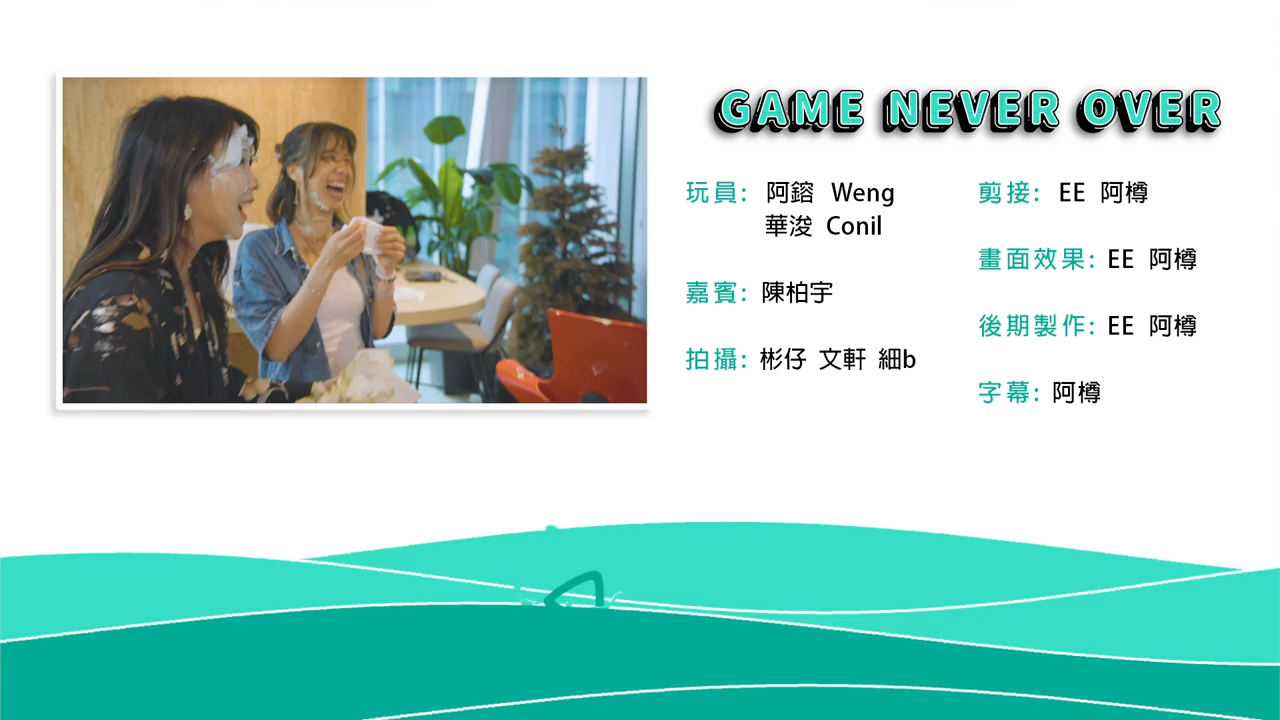 GAME NEVER OVER
玩員: 阿鎔 Weng
華浚 Conil
嘉賓: 陳柏宇
拍攝: 彬仔 文軒 細b
剪接: EE 阿樽
畫面效果: EE 阿樽
後期製作: EE 阿樽
字幕: 阿樽